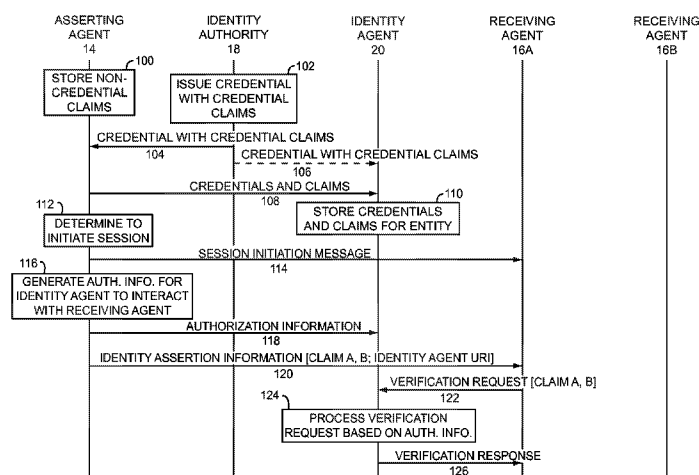 ASSERTING AGENT 14
IDENTITY AUTHORITY 18
IDENTITY AGENT 20
RECEIVING AGENT 16A
RECEIVING AGENT 16B
100
STORE NON-
CREDENTIAL
CLAIMS
102
ISSUE CREDENTIAL
WITH CREDENTIAL
CLAIMS
CREDENTIAL WITH CREDENTIAL CLAIMS
104
CREDENTIAL WITH CREDENTIAL CLAIMS
106
CREDENTIALS AND CLAIMS
108
110
STORE CREDENTIALS
AND CLAIMS FOR ENTITY
112
DETERMINE TO
INITIATE SESSION
SESSION INITIATION MESSAGE
114
116
GENERATE AUTH. INFO. FOR
IDENTITY AGENT TO INTERACT
WITH RECEIVING AGENT
AUTHORIZATION INFORMATION
118
IDENTITY ASSERTION INFORMATION [CLAIM A, B; IDENTITY AGENT URI]
120
VERIFICATION REQUEST [CLAIM A, B]
122
124
PROCESS VERIFICATION
REQUEST BASED ON AUTH. INFO.
VERIFICATION RESPONSE
126